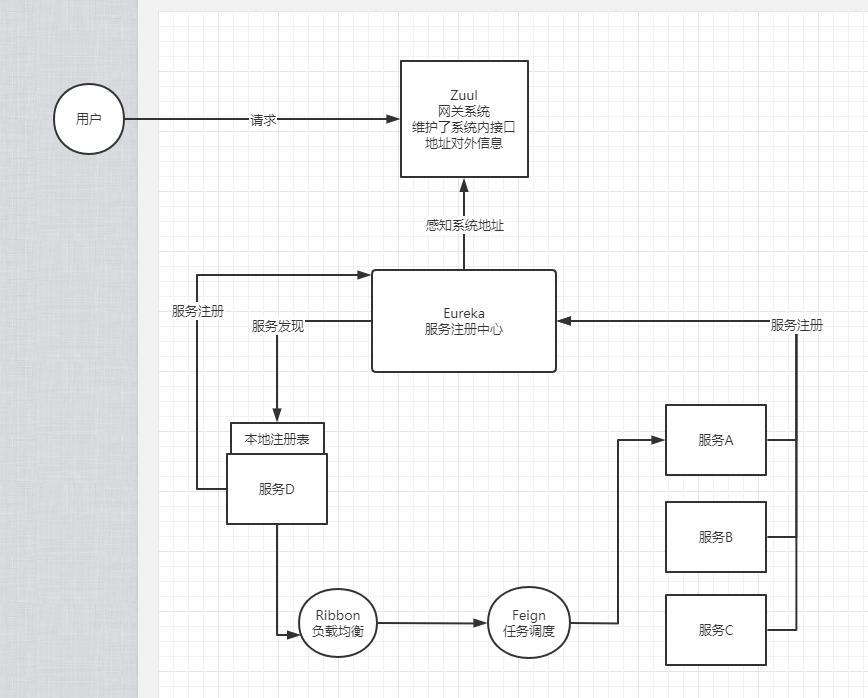 Zuul
网关系统
维护了系统内接口
地址对外信息
用户
请求
感知系统地址
服务注册
服务发现
Eureka
服务注册中心
服务注册
本地注册表
服务D
服务A
服务B
服务C
Ribbon
负载均衡
Feign
任务调度